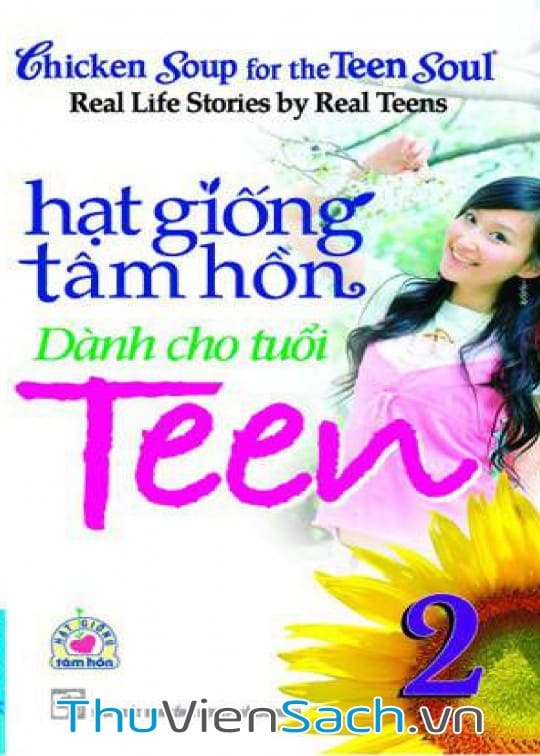 Chicken Soup for the Teen Soul
Real Life Stories by Real Teens
hạt giống
tâm hồn
Dành cho tuổi
Teen
2
HẠT GIỐNG
tâm hồn
ThuVienSach.vn